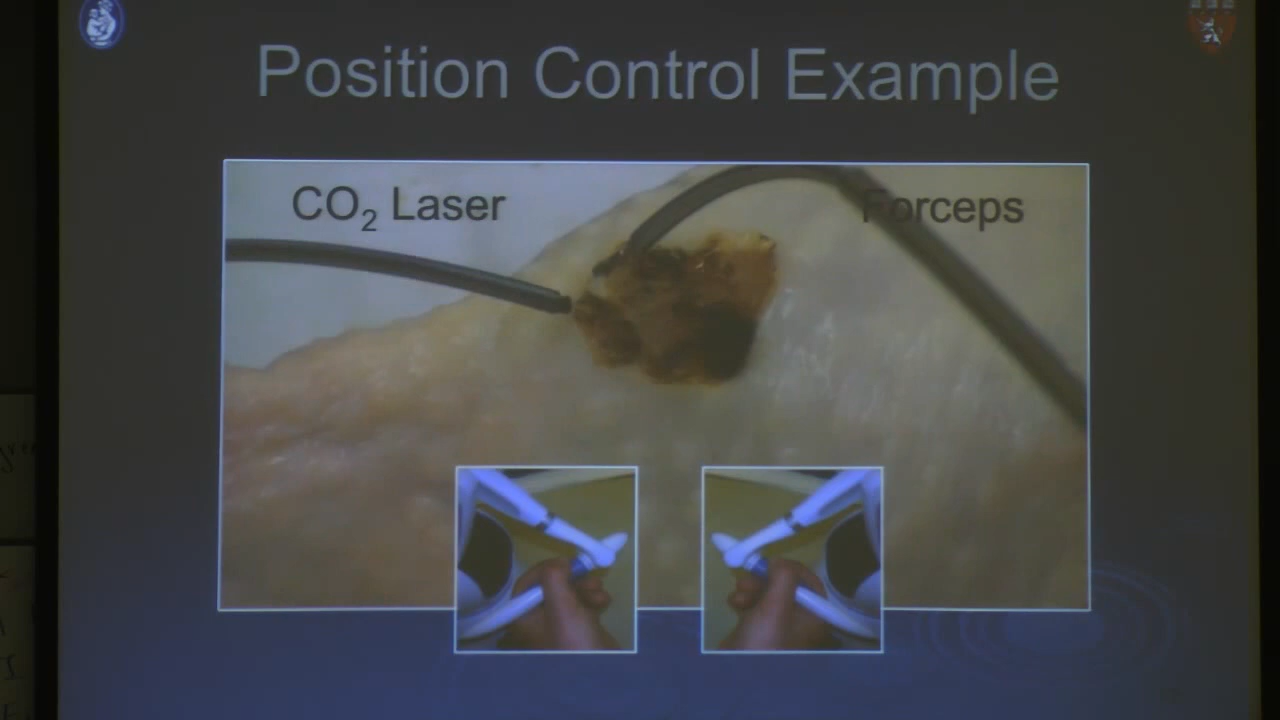 Position Control Example
CO₂ Laser
Forceps